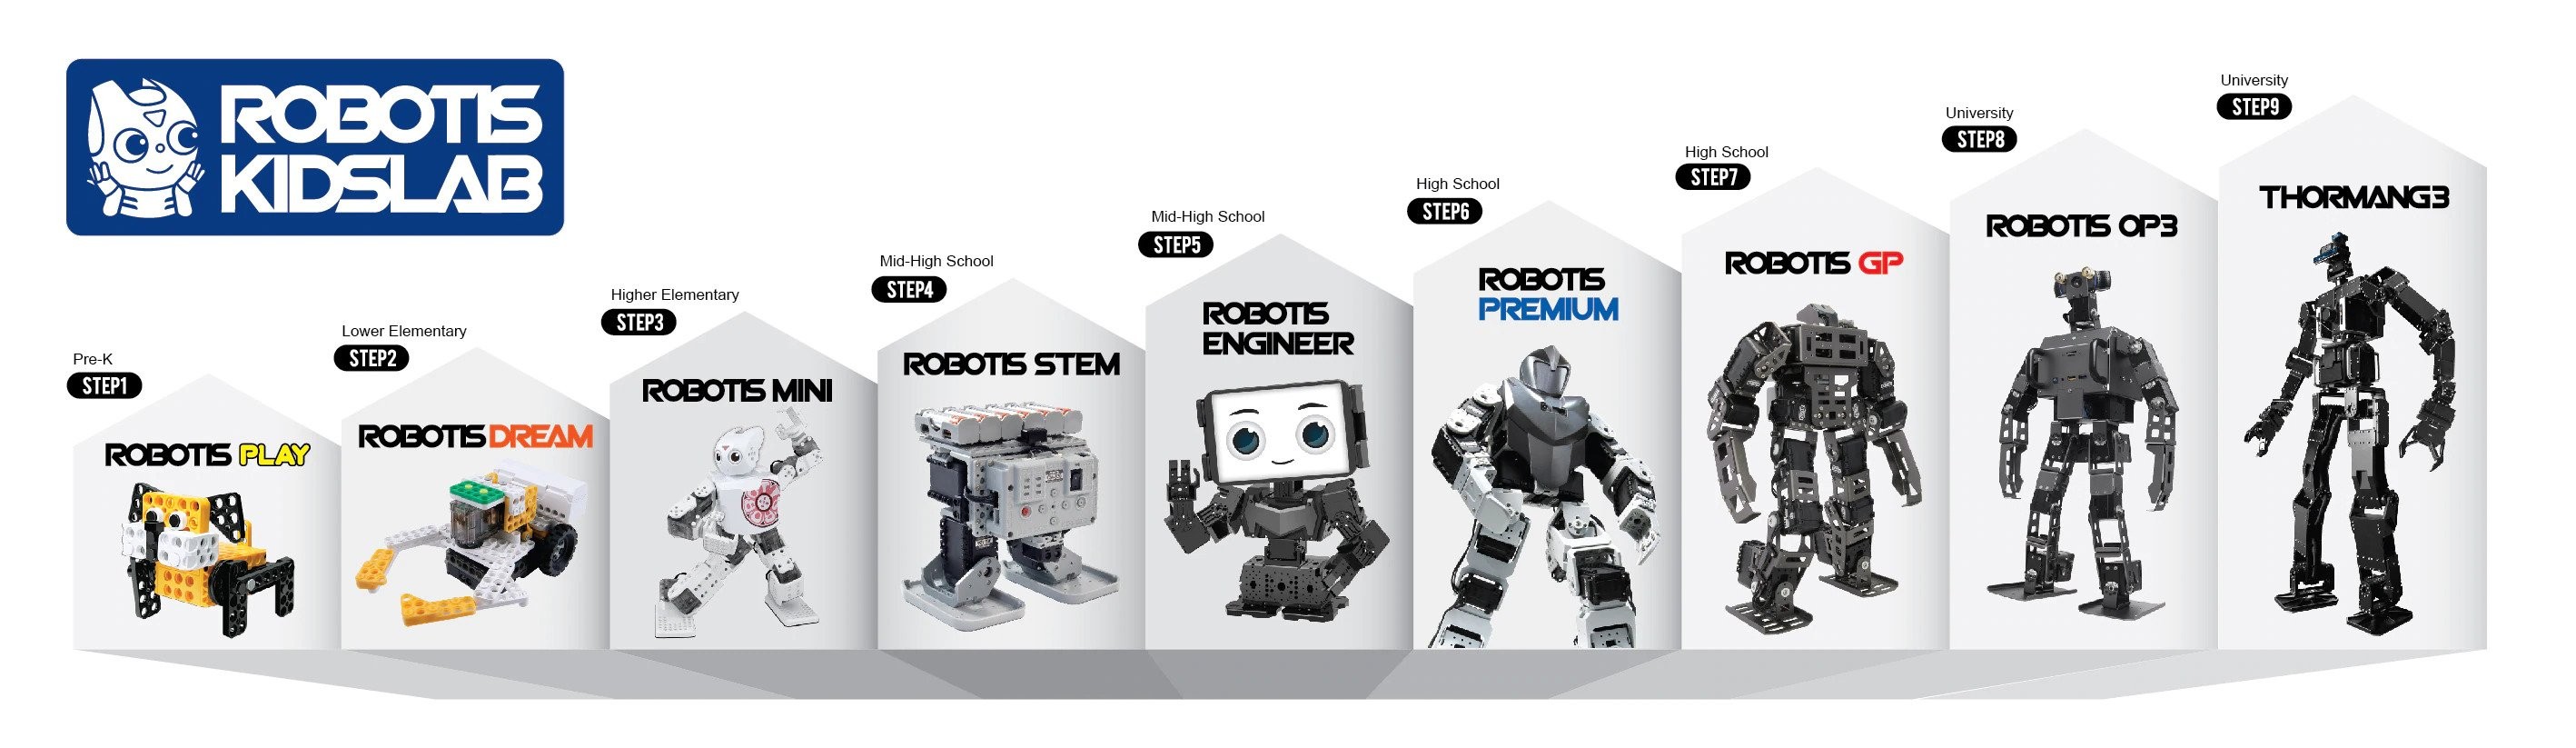 ROBOTIS
KIDSLAB
Pre-K
STEP1
ROBOTIS PLAY
Lower Elementary
STEP2
ROBOTIS DREAM
Higher Elementary
STEP3
ROBOTIS MINI
Mid-High School
STEP4
ROBOTIS STEM
Mid-High School
STEP5
ROBOTIS
ENGINEER
High School
STEP6
ROBOTIS
PREMIUM
High School
STEP7
ROBOTIS GP
University
STEP8
ROBOTIS OP3
University
STEP9
THORMANG3